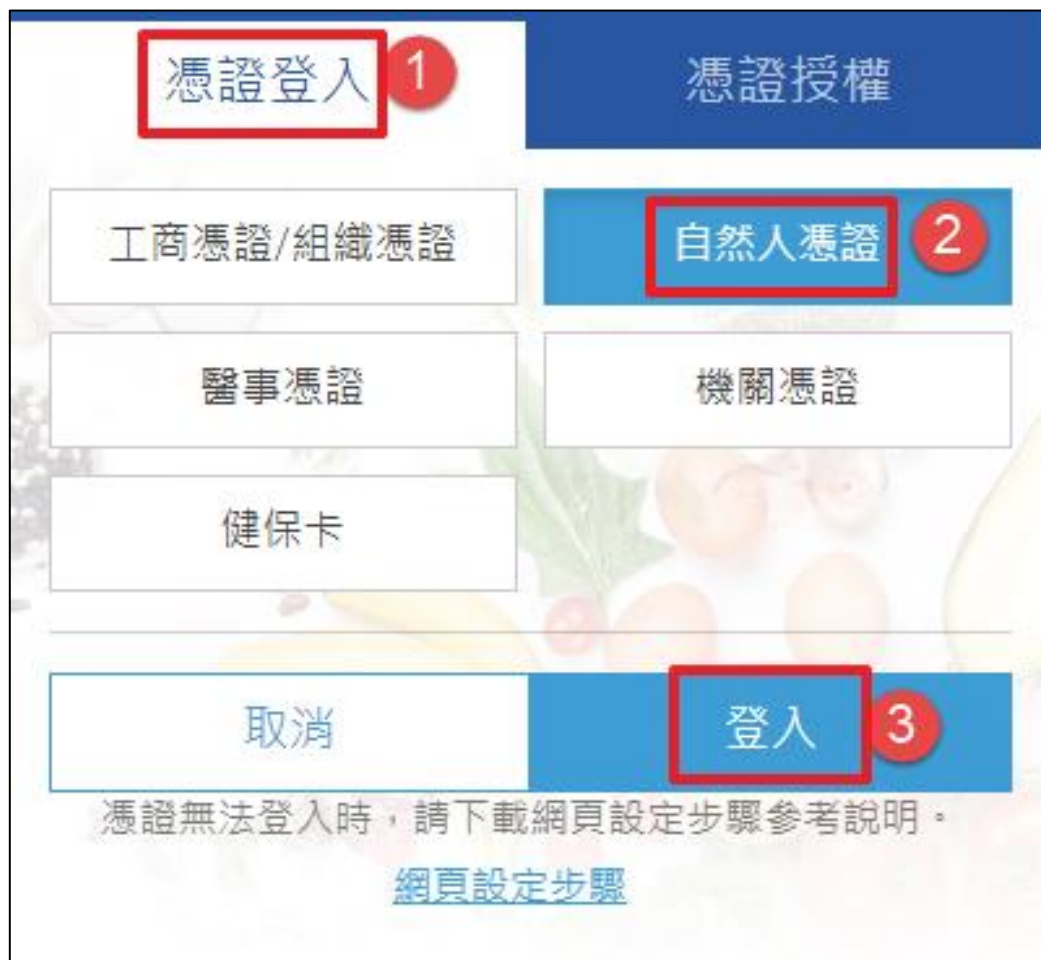 憑證登入 1 憑證授權
工商憑證/組織憑證 自然人憑證 2
醫事憑證 機關憑證
健保卡
取消 登入 3
憑證無法登入時，請下載網頁設定步驟參考說明。
網頁設定步驟